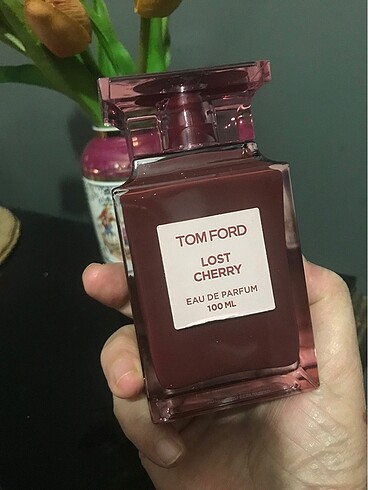 TOM FORD
LOST
CHERRY
EAU DE PARFUM
100 ML